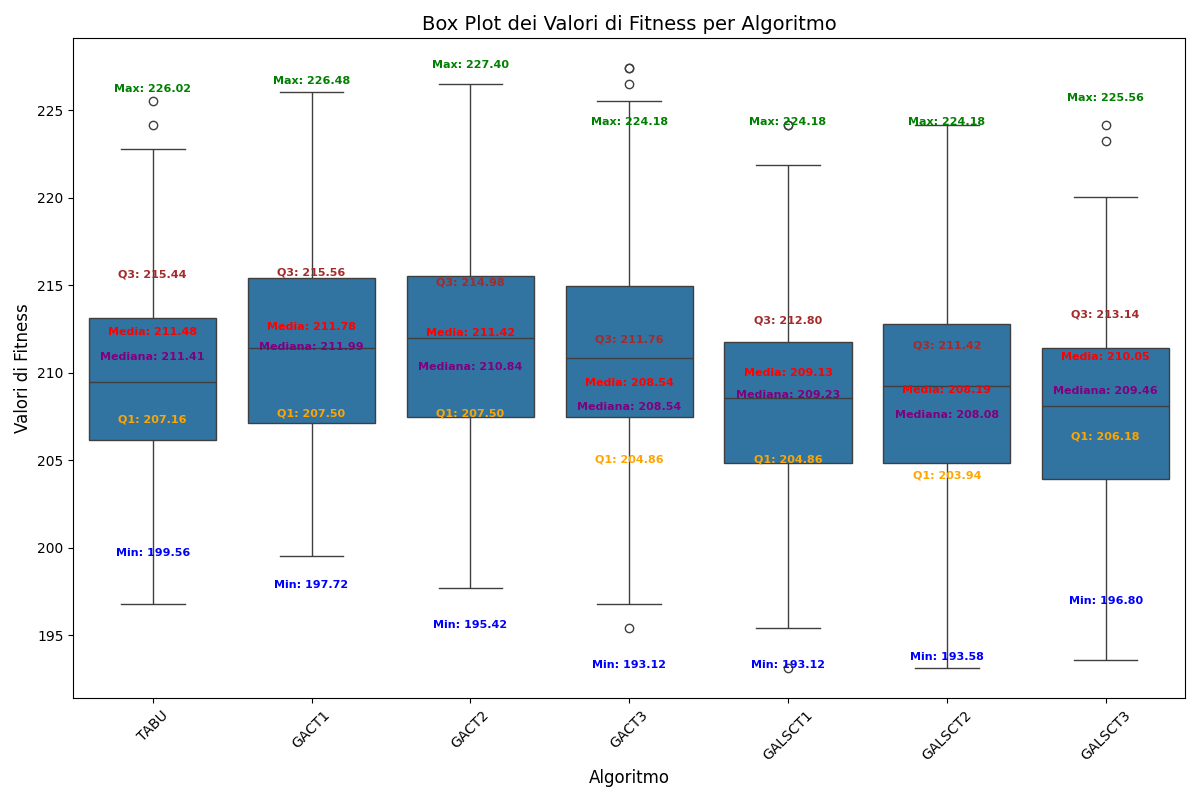 Box Plot dei Valori di Fitness per Algoritmo
Valori di Fitness
225
220
215
210
205
200
195
Max: 226.02
Q3: 215.44
Media: 211.48
Mediana: 211.41
Q1: 207.16
Min: 199.56
Max: 226.48
Q3: 215.56
Media: 211.78
Mediana: 211.99
Q1: 207.50
Min: 197.72
Max: 227.40
Q3: 214.98
Media: 211.42
Mediana: 210.84
Q1: 207.50
Min: 195.42
Max: 224.18
Q3: 211.76
Media: 208.54
Mediana: 208.54
Q1: 204.86
Min: 193.12
Max: 224.18
Q3: 212.80
Media: 209.13
Mediana: 209.23
Q1: 204.86
Min: 193.12
Max: 224.18
Q3: 211.42
Media: 208.19
Mediana: 208.08
Q1: 203.94
Min: 193.58
Max: 225.56
Q3: 213.14
Media: 210.05
Mediana: 209.46
Q1: 206.18
Min: 196.80
TABU
GACT1
GACT2
GACT3
GALSCT1
GALSCT2
GALSCT3
Algoritmo